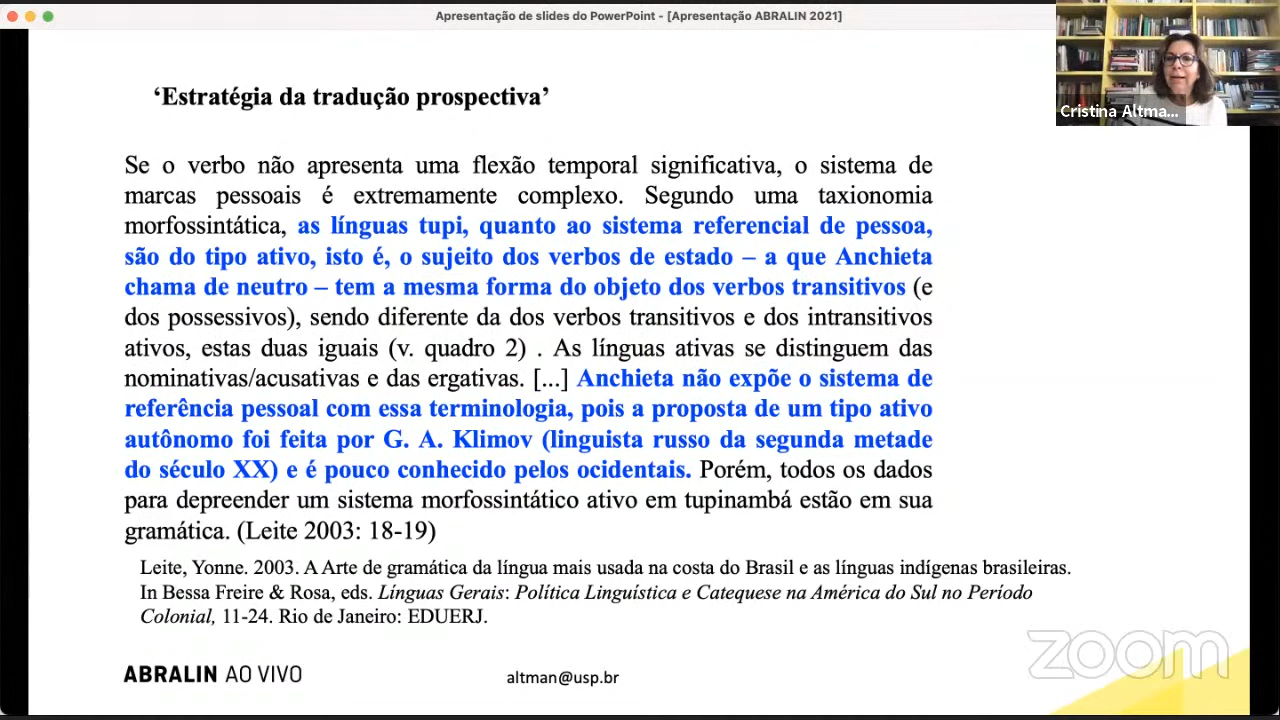 Apresentação de slides do PowerPoint - [Apresentação ABRALIN 2021]
Cristina Altma...
‘Estratégia da tradução prospectiva’
Se o verbo não apresenta uma flexão temporal significativa, o sistema de
marcas pessoais é extremamente complexo. Segundo uma taxionomia
morfossintática, as línguas tupi, quanto ao sistema referencial de pessoa,
são do tipo ativo, isto é, o sujeito dos verbos de estado – a que Anchieta
chama de neutro – tem a mesma forma do objeto dos verbos transitivos (e
dos possessivos), sendo diferente da dos verbos transitivos e dos intransitivos
ativos, estas duas iguais (v. quadro 2) . As línguas ativas se distinguem das
nominativas/acusativas e das ergativas. [...] Anchieta não expõe o sistema de
referência pessoal com essa terminologia, pois a proposta de um tipo ativo
autônomo foi feita por G. A. Klimov (linguista russo da segunda metade
do século XX) e é pouco conhecido pelos ocidentais. Porém, todos os dados
para depreender um sistema morfossintático ativo em tupinambá estão em sua
gramática. (Leite 2003: 18-19)
Leite, Yonne. 2003. A Arte de gramática da língua mais usada na costa do Brasil e as línguas indígenas brasileiras.
In Bessa Freire & Rosa, eds. Línguas Gerais: Política Linguística e Catequese na América do Sul no Período
Colonial, 11-24. Rio de Janeiro: EDUERJ.
ABRALIN AO VIVO
altman@usp.br
zoom